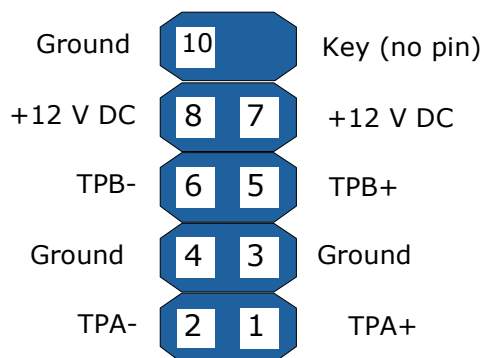 Ground 10 Key (no pin)
+12 V DC 8 7 +12 V DC
TPB- 6 5 TPB+
Ground 4 3 Ground
TPA- 2 1 TPA+